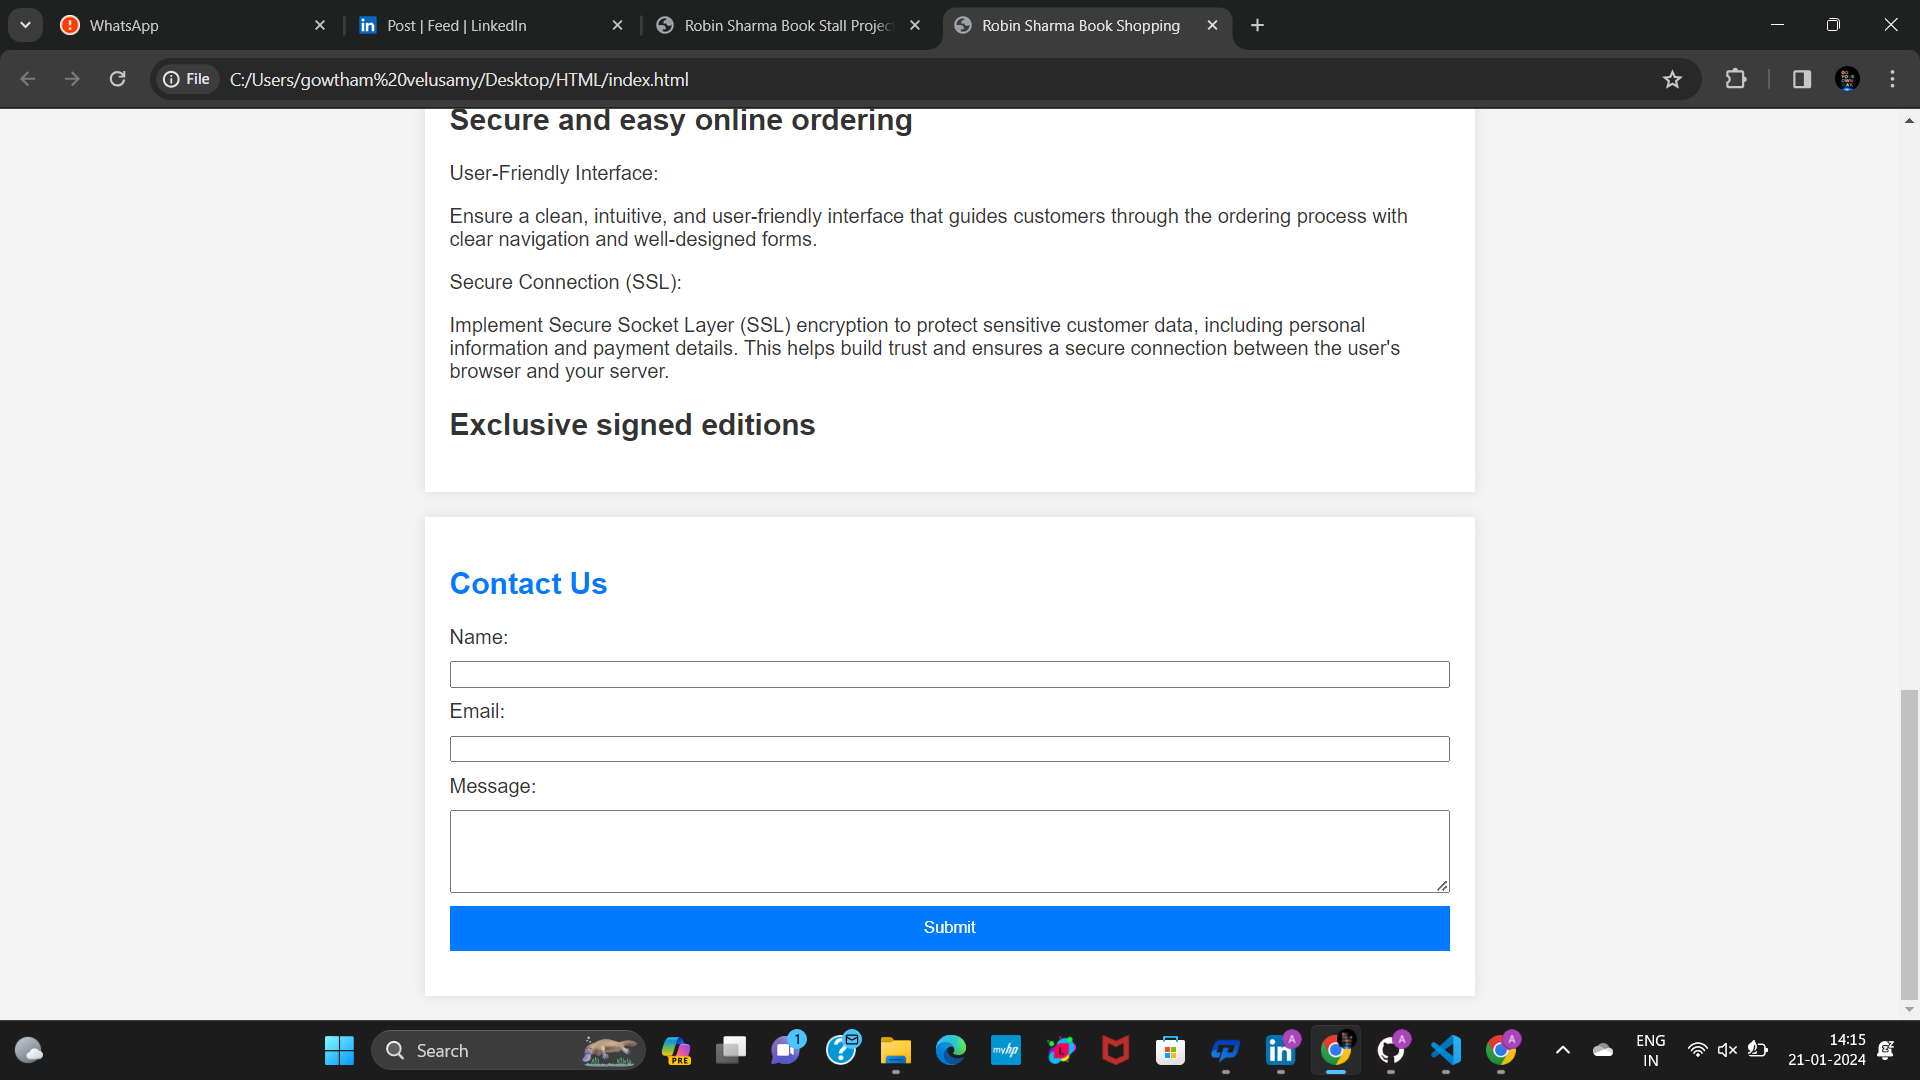 WhatsApp
in Post | Feed | LinkedIn
Robin Sharma Book Stall Projec
Robin Sharma Book Shopping
File C:/Users/gowtham%20velusamy/Desktop/HTML/index.html
Secure and easy online ordering
User-Friendly Interface:
Ensure a clean, intuitive, and user-friendly interface that guides customers through the ordering process with
clear navigation and well-designed forms.
Secure Connection (SSL):
Implement Secure Socket Layer (SSL) encryption to protect sensitive customer data, including personal
information and payment details. This helps build trust and ensures a secure connection between the user's
browser and your server.
Exclusive signed editions
Contact Us
Name:
Email:
Message:
Submit
Search
PRE
1
myhp
L
in
A
A
A
ENG
IN
14:15
21-01-2024